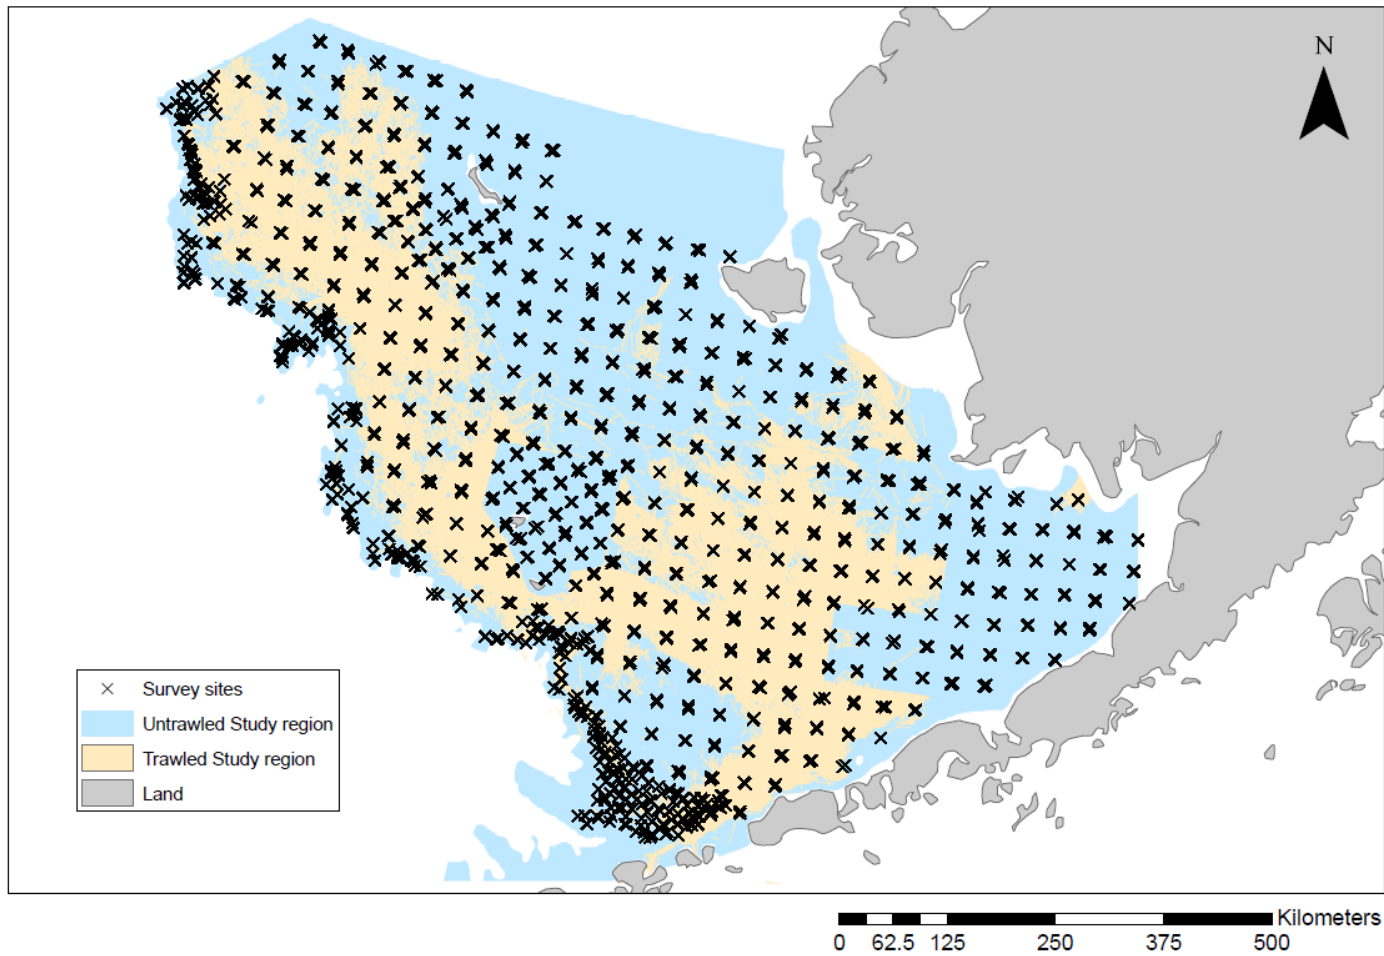 N
Survey sites
Untrawled Study region
Trawled Study region
Land
Kilometers
0 62.5 125 250 375 500